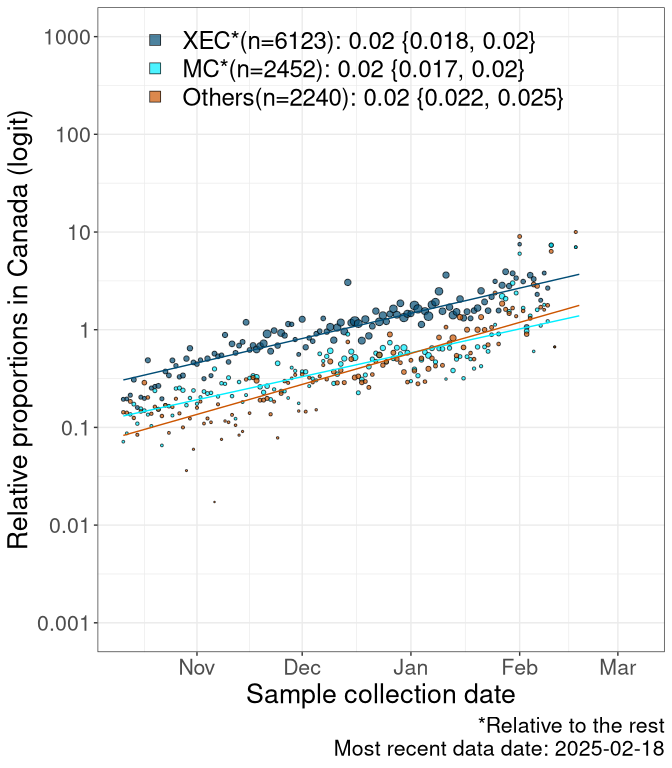 XEC*(n=6123): 0.02 {0.018, 0.02}
MC*(n=2452): 0.02 {0.017, 0.02}
Others(n=2240): 0.02 {0.022, 0.025}
Relative proportions in Canada (logit)
1000
100
10
1
0.1
0.01
0.001
Nov Dec Jan Feb Mar
Sample collection date
*Relative to the rest
Most recent data date: 2025-02-18